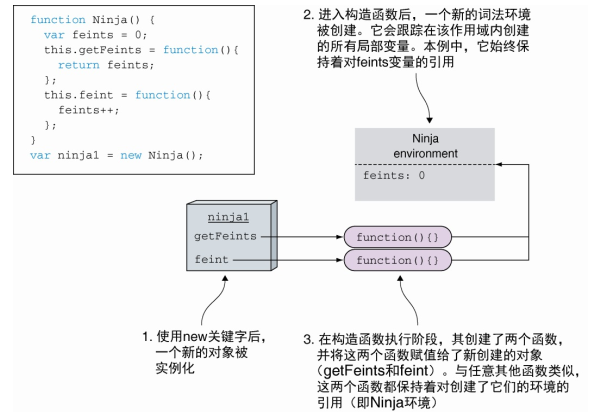 function Ninja() {
  var feints = 0;
  this.getFeints = function(){
    return feints;
  };
  this.feint = function(){
    feints++;
  };
}
var ninja1 = new Ninja();
2. 进入构造函数后，一个新的词法环境
被创建。它会跟踪在该作用域内创建
的所有局部变量。本例中，它始终保
持着对feints变量的引用
Ninja
environment
feints: 0
ninja1
getFeints
function(){}
feint
function(){}
1. 使用new关键字后，
一个新的对象被
实例化
3. 在构造函数执行阶段，其创建了两个函数，
并将这两个函数赋值给了新创建的对象
（getFeints和feint）。与任意其他函数类似，
这两个函数都保持着对创建了它们的环境的
引用（即Ninja环境）